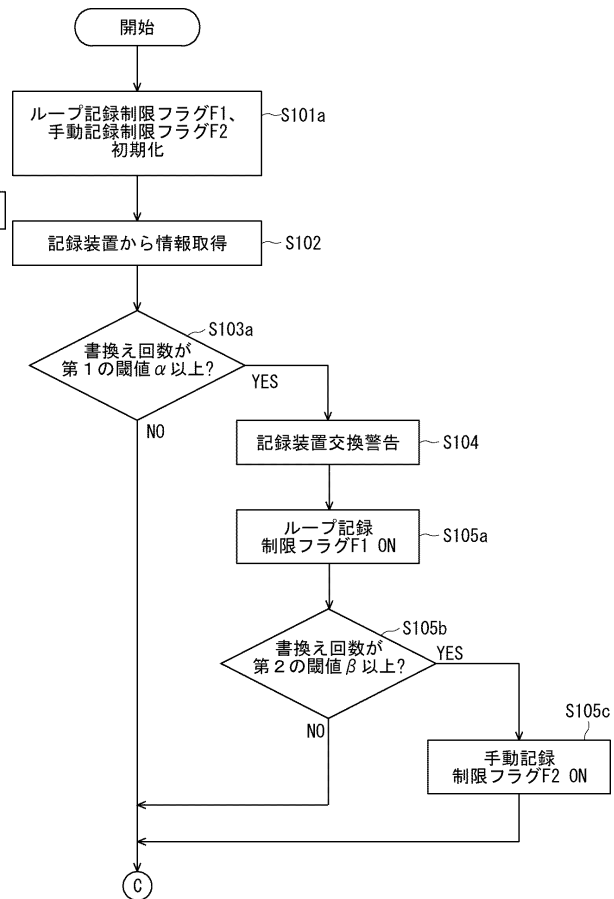 開始
ループ記録制限フラグF1、
手動記録制限フラグF2
初期化
S101a
記録装置から情報取得
S102
S103a
書換え回数が
第1の閾値α以上?
YES
NO
記録装置交換警告
S104
ループ記録
制限フラグF1 ON
S105a
S105b
書換え回数が
第2の閾値β以上?
YES
NO
S105c
手動記録
制限フラグF2 ON
C